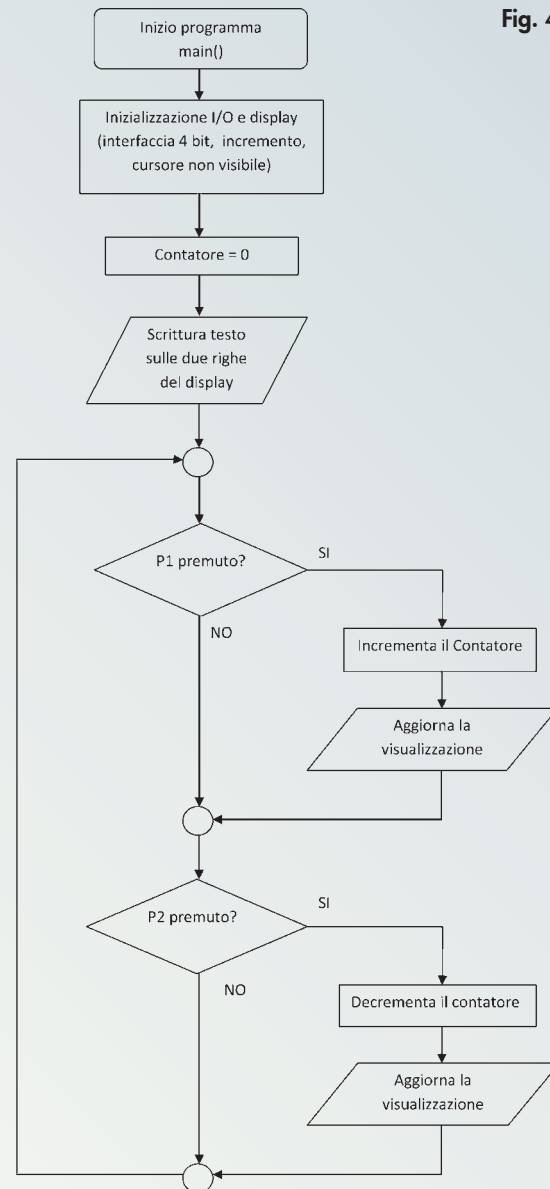 Fig. 4
Inizio programma
main()
Inizializzazione I/O e display
(interfaccia 4 bit, incremento,
cursore non visibile)
Contatore = 0
Scrittura testo
sulle due righe
del display
P1 premuto?
SI
NO
Incrementa il Contatore
Aggiorna la
visualizzazione
P2 premuto?
SI
NO
Decrementa il contatore
Aggiorna la
visualizzazione